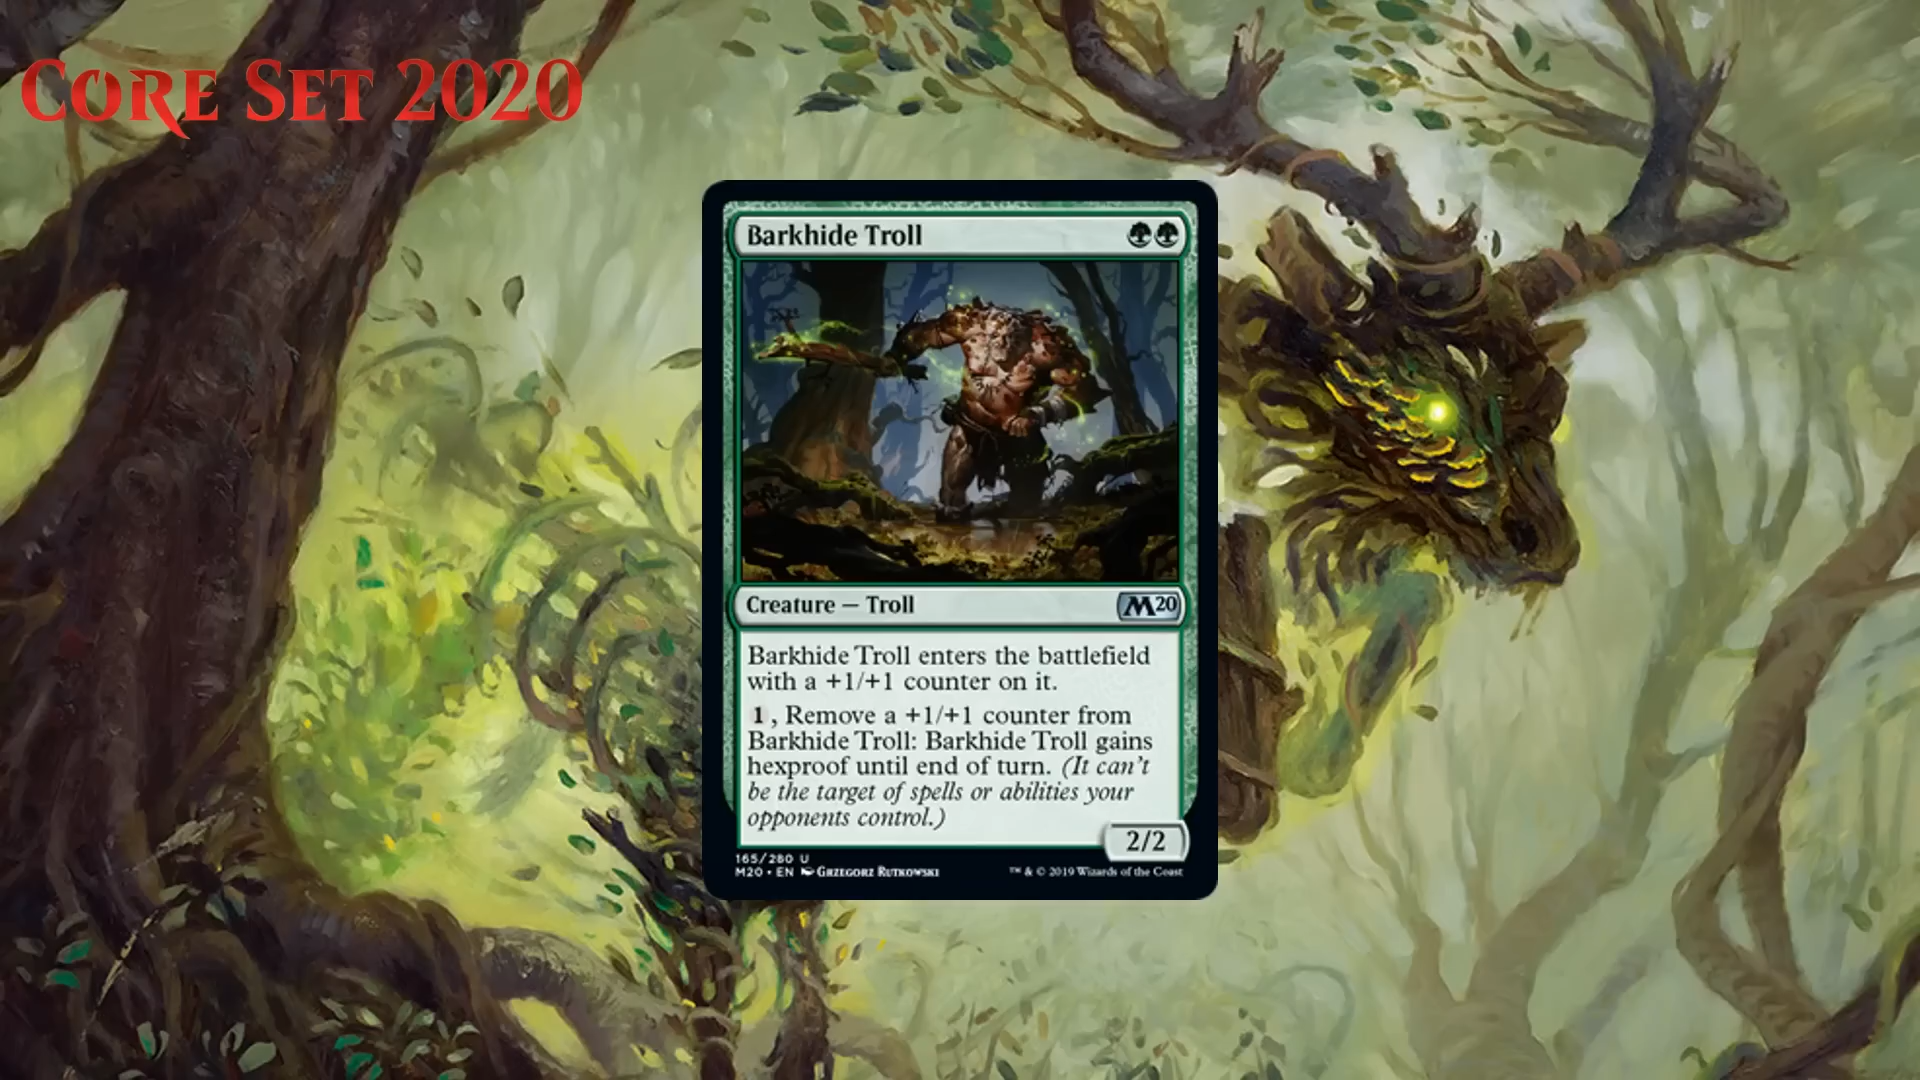 Core Set 2020
Barkhide Troll
Creature — Troll
M20
Barkhide Troll enters the battlefield
with a +1/+1 counter on it.
1, Remove a +1/+1 counter from
Barkhide Troll: Barkhide Troll gains
hexproof until end of turn. (It can't
be the target of spells or abilities your
opponents control.)
2/2
165/280 U
M20 • EN Grzegorz Rutkowski
™ & © 2019 Wizards of the Coast